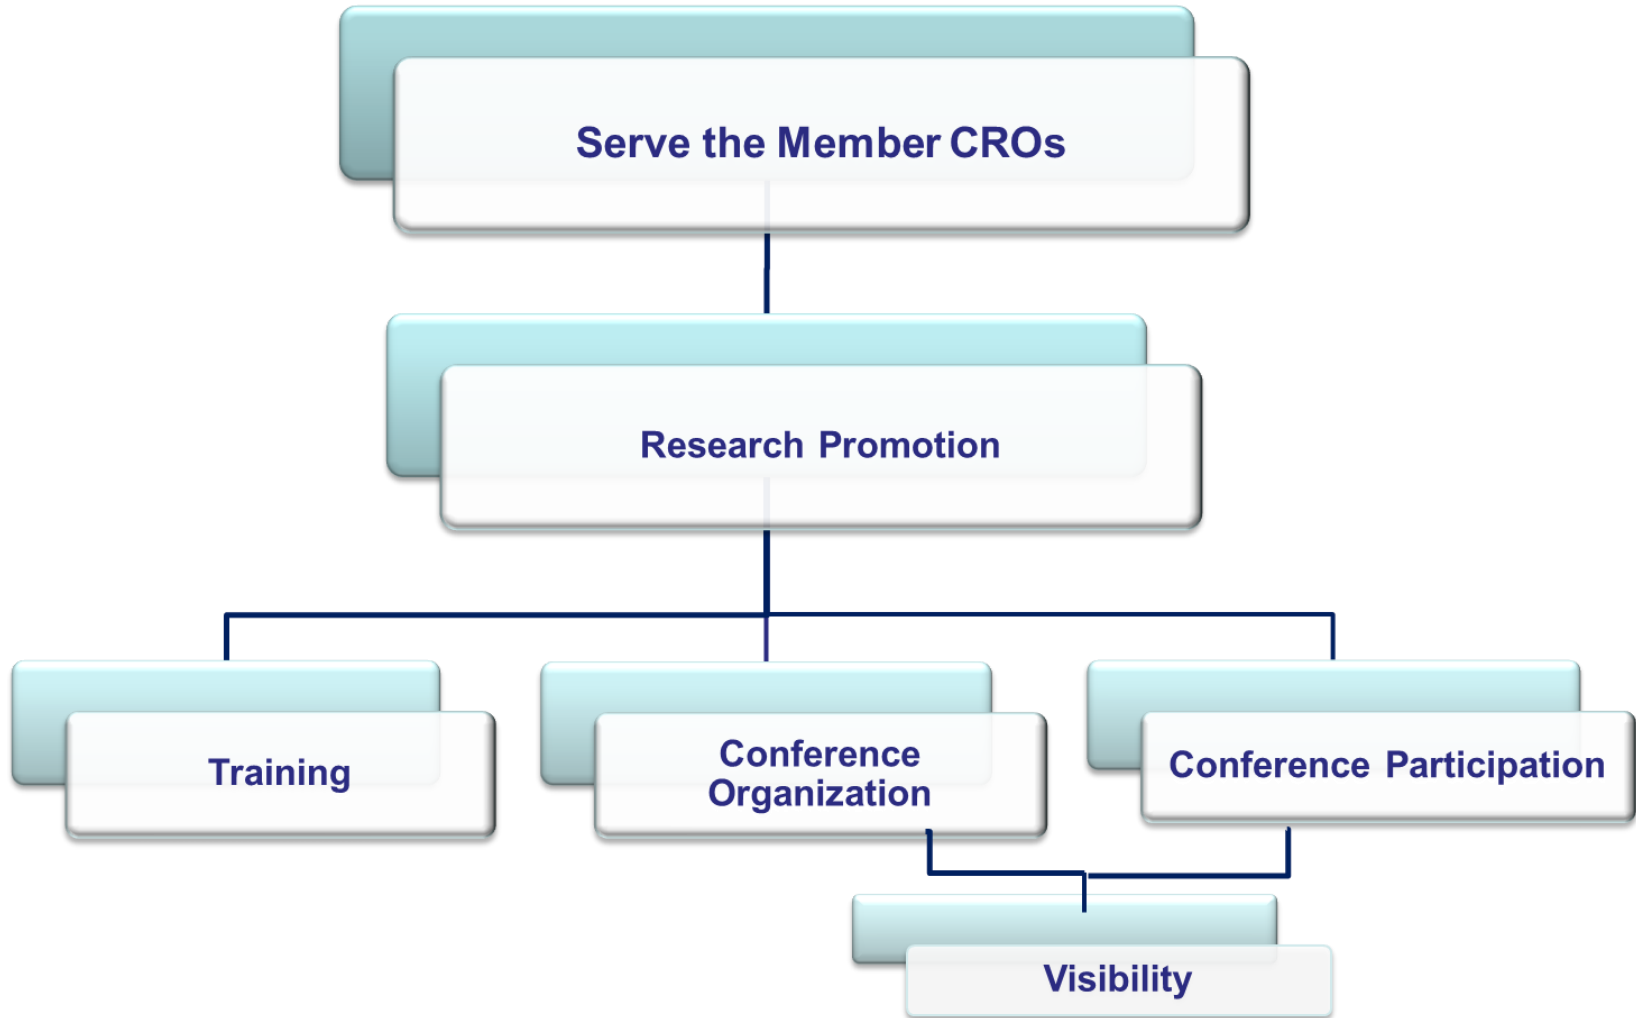 Serve the Member CROs
Research Promotion
Training
Conference
Organization
Conference Participation
Visibility